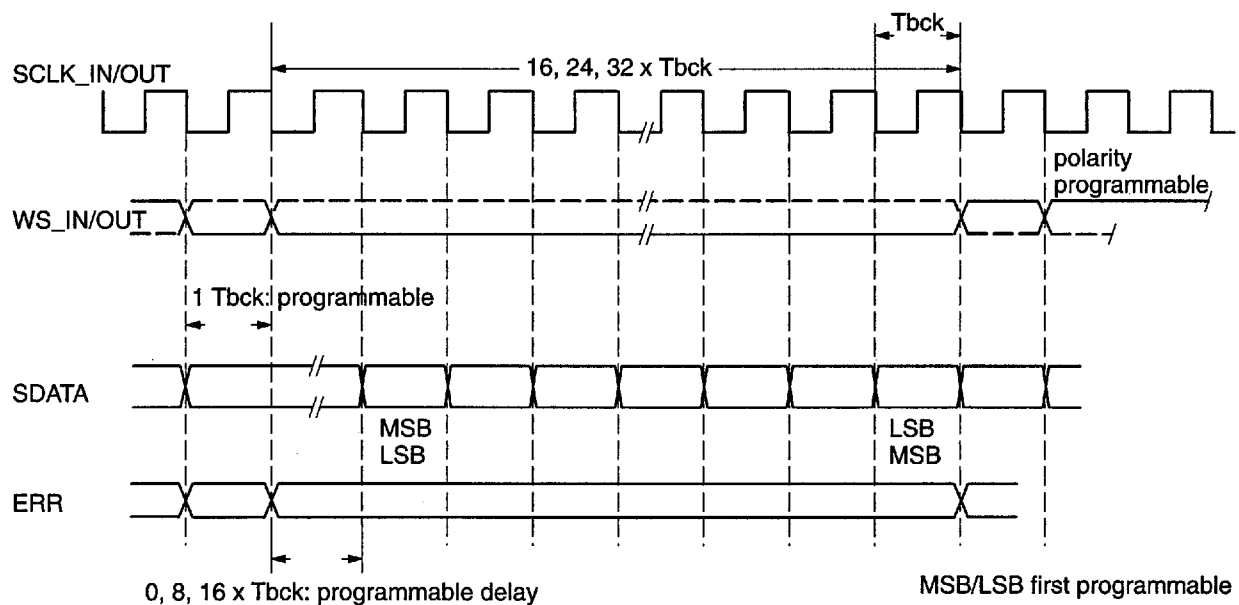 Tbck
SCLK_IN/OUT
16, 24, 32 x Tbck
polarity
programmable
WS_IN/OUT
1 Tbck: programmable
SDATA
MSB
LSB
LSB
MSB
ERR
0, 8, 16 x Tbck: programmable delay
MSB/LSB first programmable